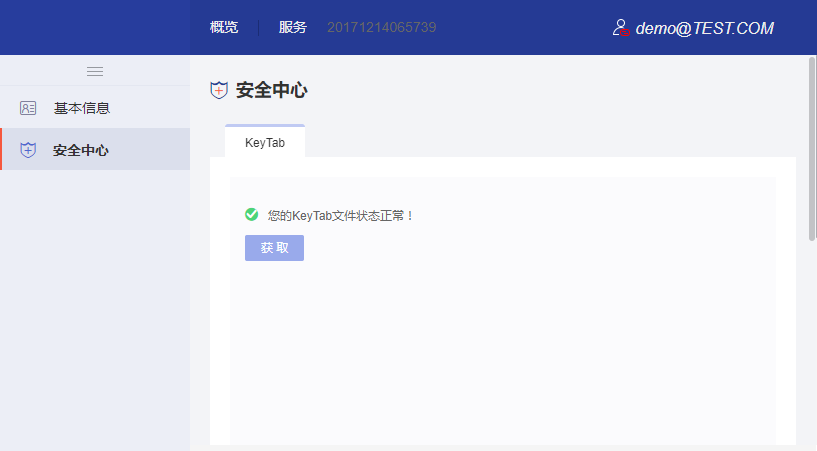 概览 服务 20171214065739 demo@TEST.COM
基本信息
安全中心
安全中心
KeyTab
您的KeyTab文件状态正常！
获 取